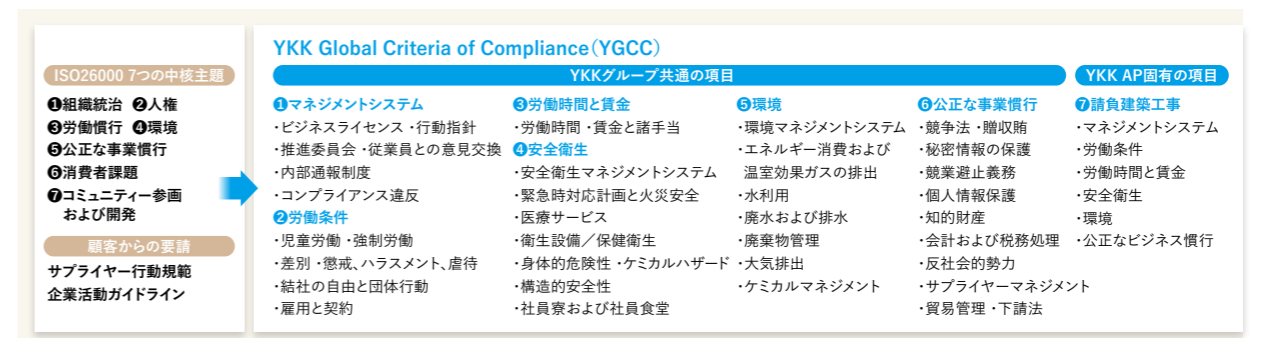 ISO26000 7つの中核主題
❶組織統治 ❷人権
❸労働慣行 ❹環境
❺公正な事業慣行
❻消費者課題
❼コミュニティー参画
および開発
顧客からの要請
サプライヤー行動規範
企業活動ガイドライン
YKK Global Criteria of Compliance（YGCC）
YKKグループ共通の項目
❶マネジメントシステム
・ビジネスライセンス ・行動指針
・推進委員会 ・従業員との意見交換
・内部通報制度
・コンプライアンス違反
❷労働条件
・児童労働 ・強制労働
・差別 ・懲戒、ハラスメント、虐待
・結社の自由と団体行動
・雇用と契約
❸労働時間と賃金
・労働時間 ・賃金と諸手当
❹安全衛生
・安全衛生マネジメントシステム
・緊急時対応計画と火災安全
・医療サービス
・衛生設備／保健衛生
・身体的危険性 ・ケミカルハザード
・構造的安全性
・社員寮および社員食堂
❺環境
・環境マネジメントシステム
・エネルギー消費および
温室効果ガスの排出
・水利用
・廃水および排水
・廃棄物管理
・大気排出
・ケミカルマネジメント
❻公正な事業慣行
・競争法 ・贈収賄
・秘密情報の保護
・競業避止義務
・個人情報保護
・知的財産
・会計および税務処理
・反社会的勢力
・サプライヤーマネジメント
・貿易管理 ・下請法
YKK AP固有の項目
❼請負建築工事
・マネジメントシステム
・労働条件
・労働時間と賃金
・安全衛生
・環境
・公正なビジネス慣行